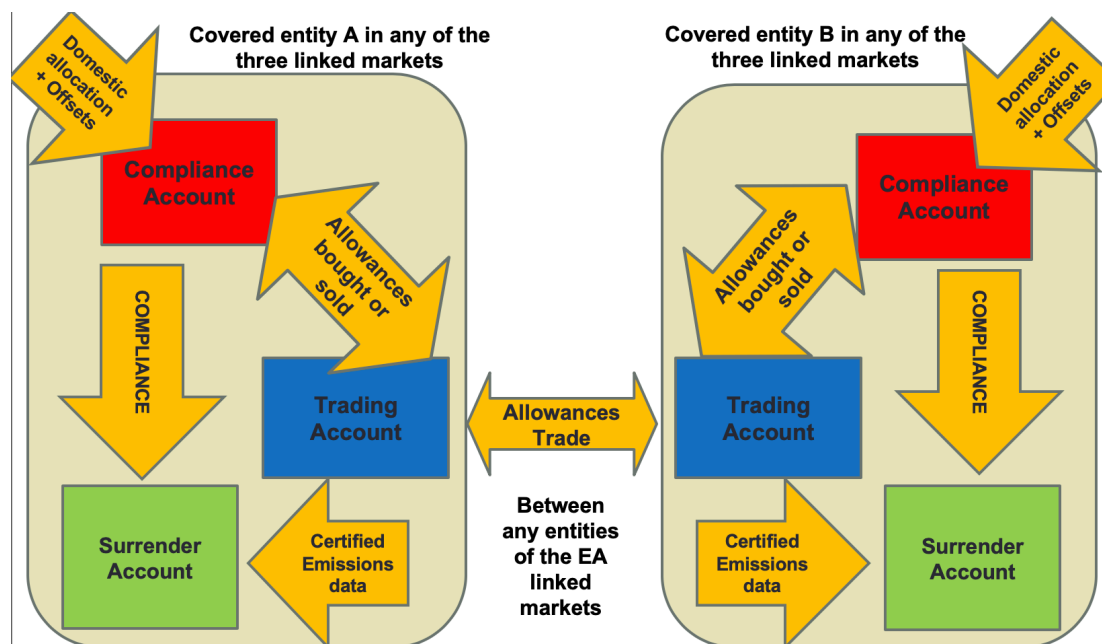 Covered entity A in any of the
three linked markets
Domestic
allocation
+ Offsets
Compliance
Account
Allowances
bought or
sold
COMPLIANCE
Trading
Account
Surrender
Account
Certified
Emissions
data
Allowances
Trade
Between
any entities
of the EA
linked
markets
Covered entity B in any of the
three linked markets
Domestic
allocation
+ Offsets
Compliance
Account
Allowances
bought or
sold
COMPLIANCE
Trading
Account
Certified
Emissions
data
Surrender
Account